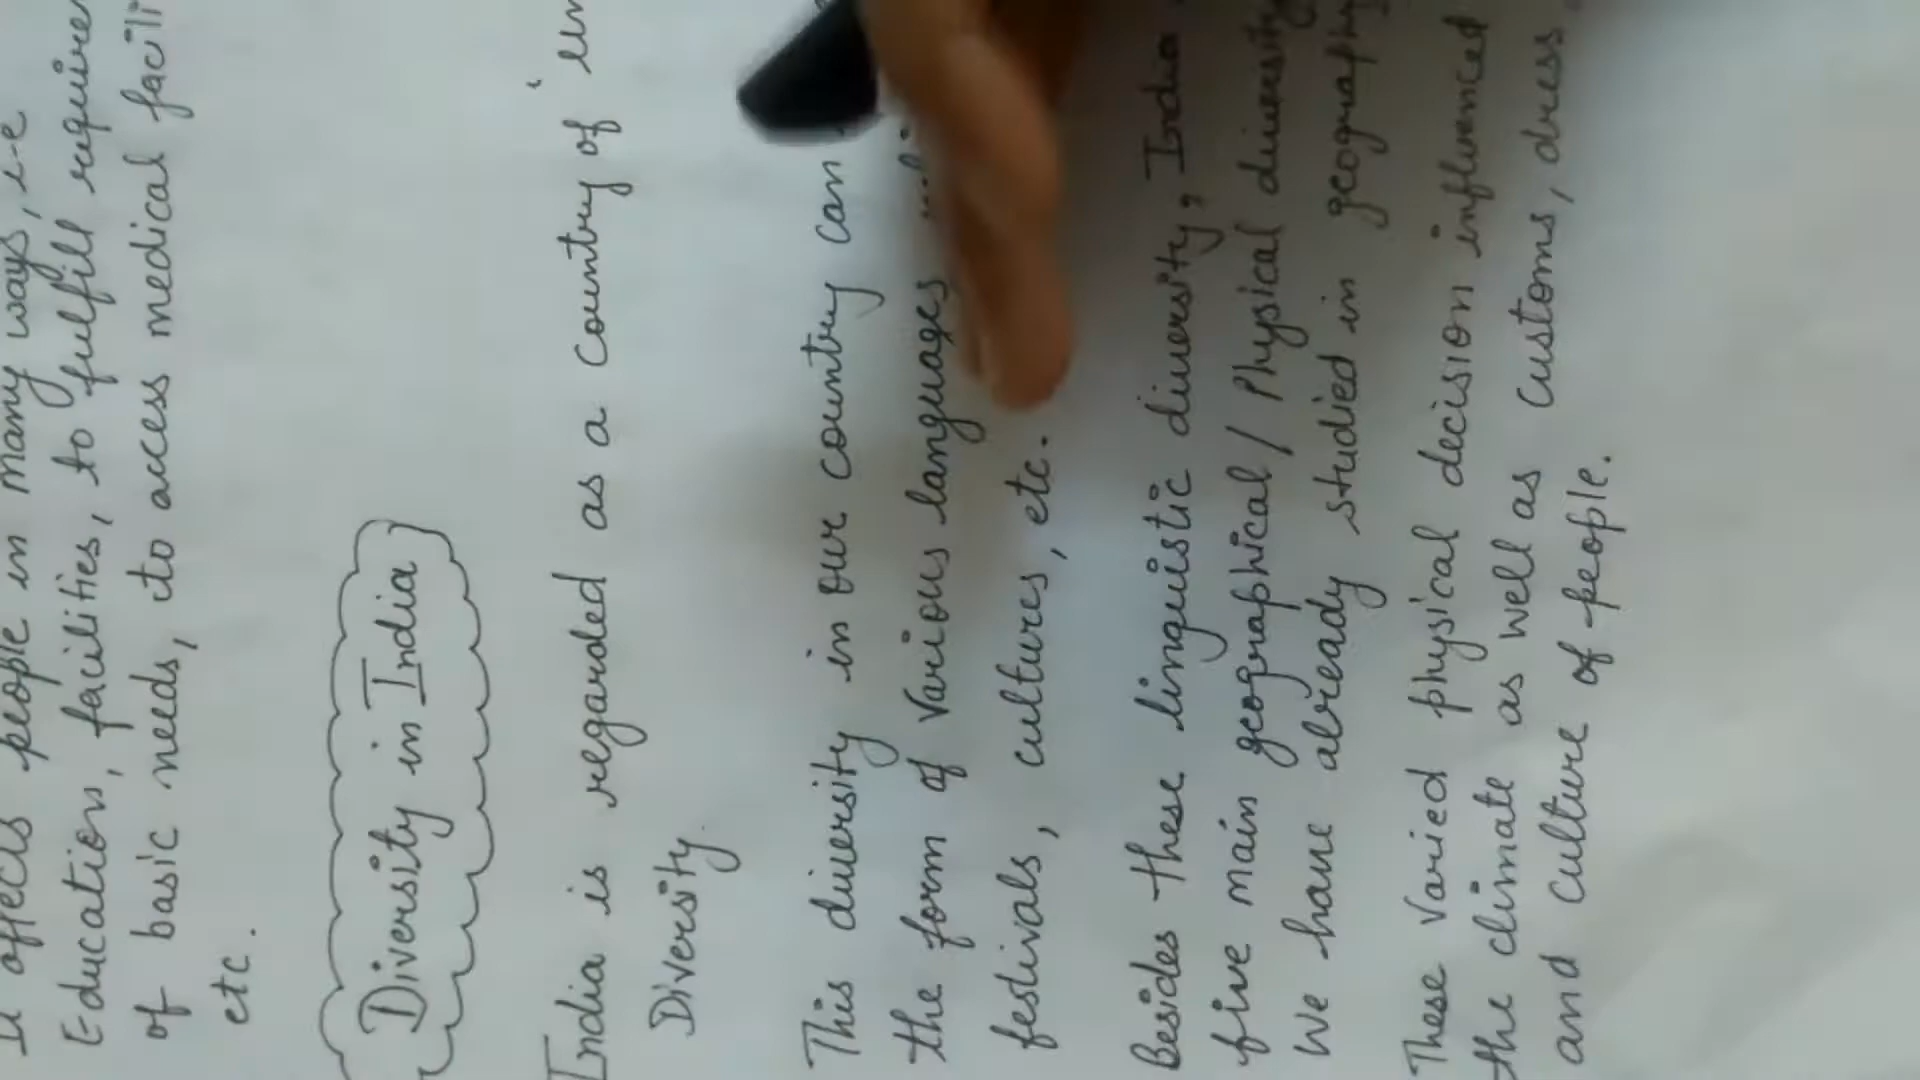 It affects people in many ways, i-e
Education, facilities, to fulfill
of basic needs, to access medical
etc.
Diversity in India
India is regarded as a country of '
Diversity.
This diversity in our country can
the form of various languages
festivals, cultures, etc.
Besides these linguistic diversity, India
five main geographical / Physical diversity
We have already studied in geography
These varied physical decision influenced
the climate as well as customs, dress,
and culture of people.